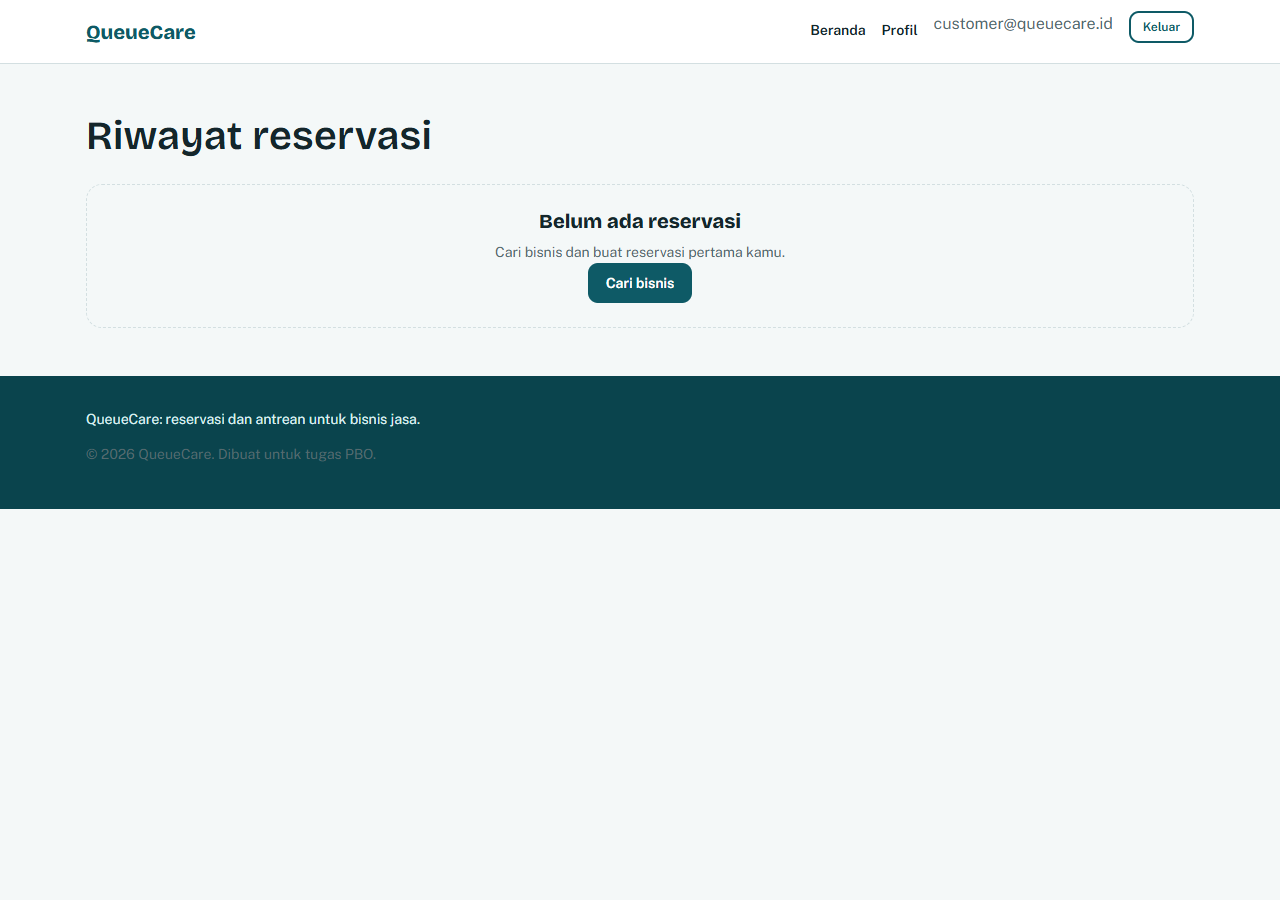 QueueCare
Beranda Profil customer@queuecare.id Keluar
Riwayat reservasi
Belum ada reservasi
Cari bisnis dan buat reservasi pertama kamu.
Cari bisnis
QueueCare: reservasi dan antrean untuk bisnis jasa.
© 2026 QueueCare. Dibuat untuk tugas PBO.